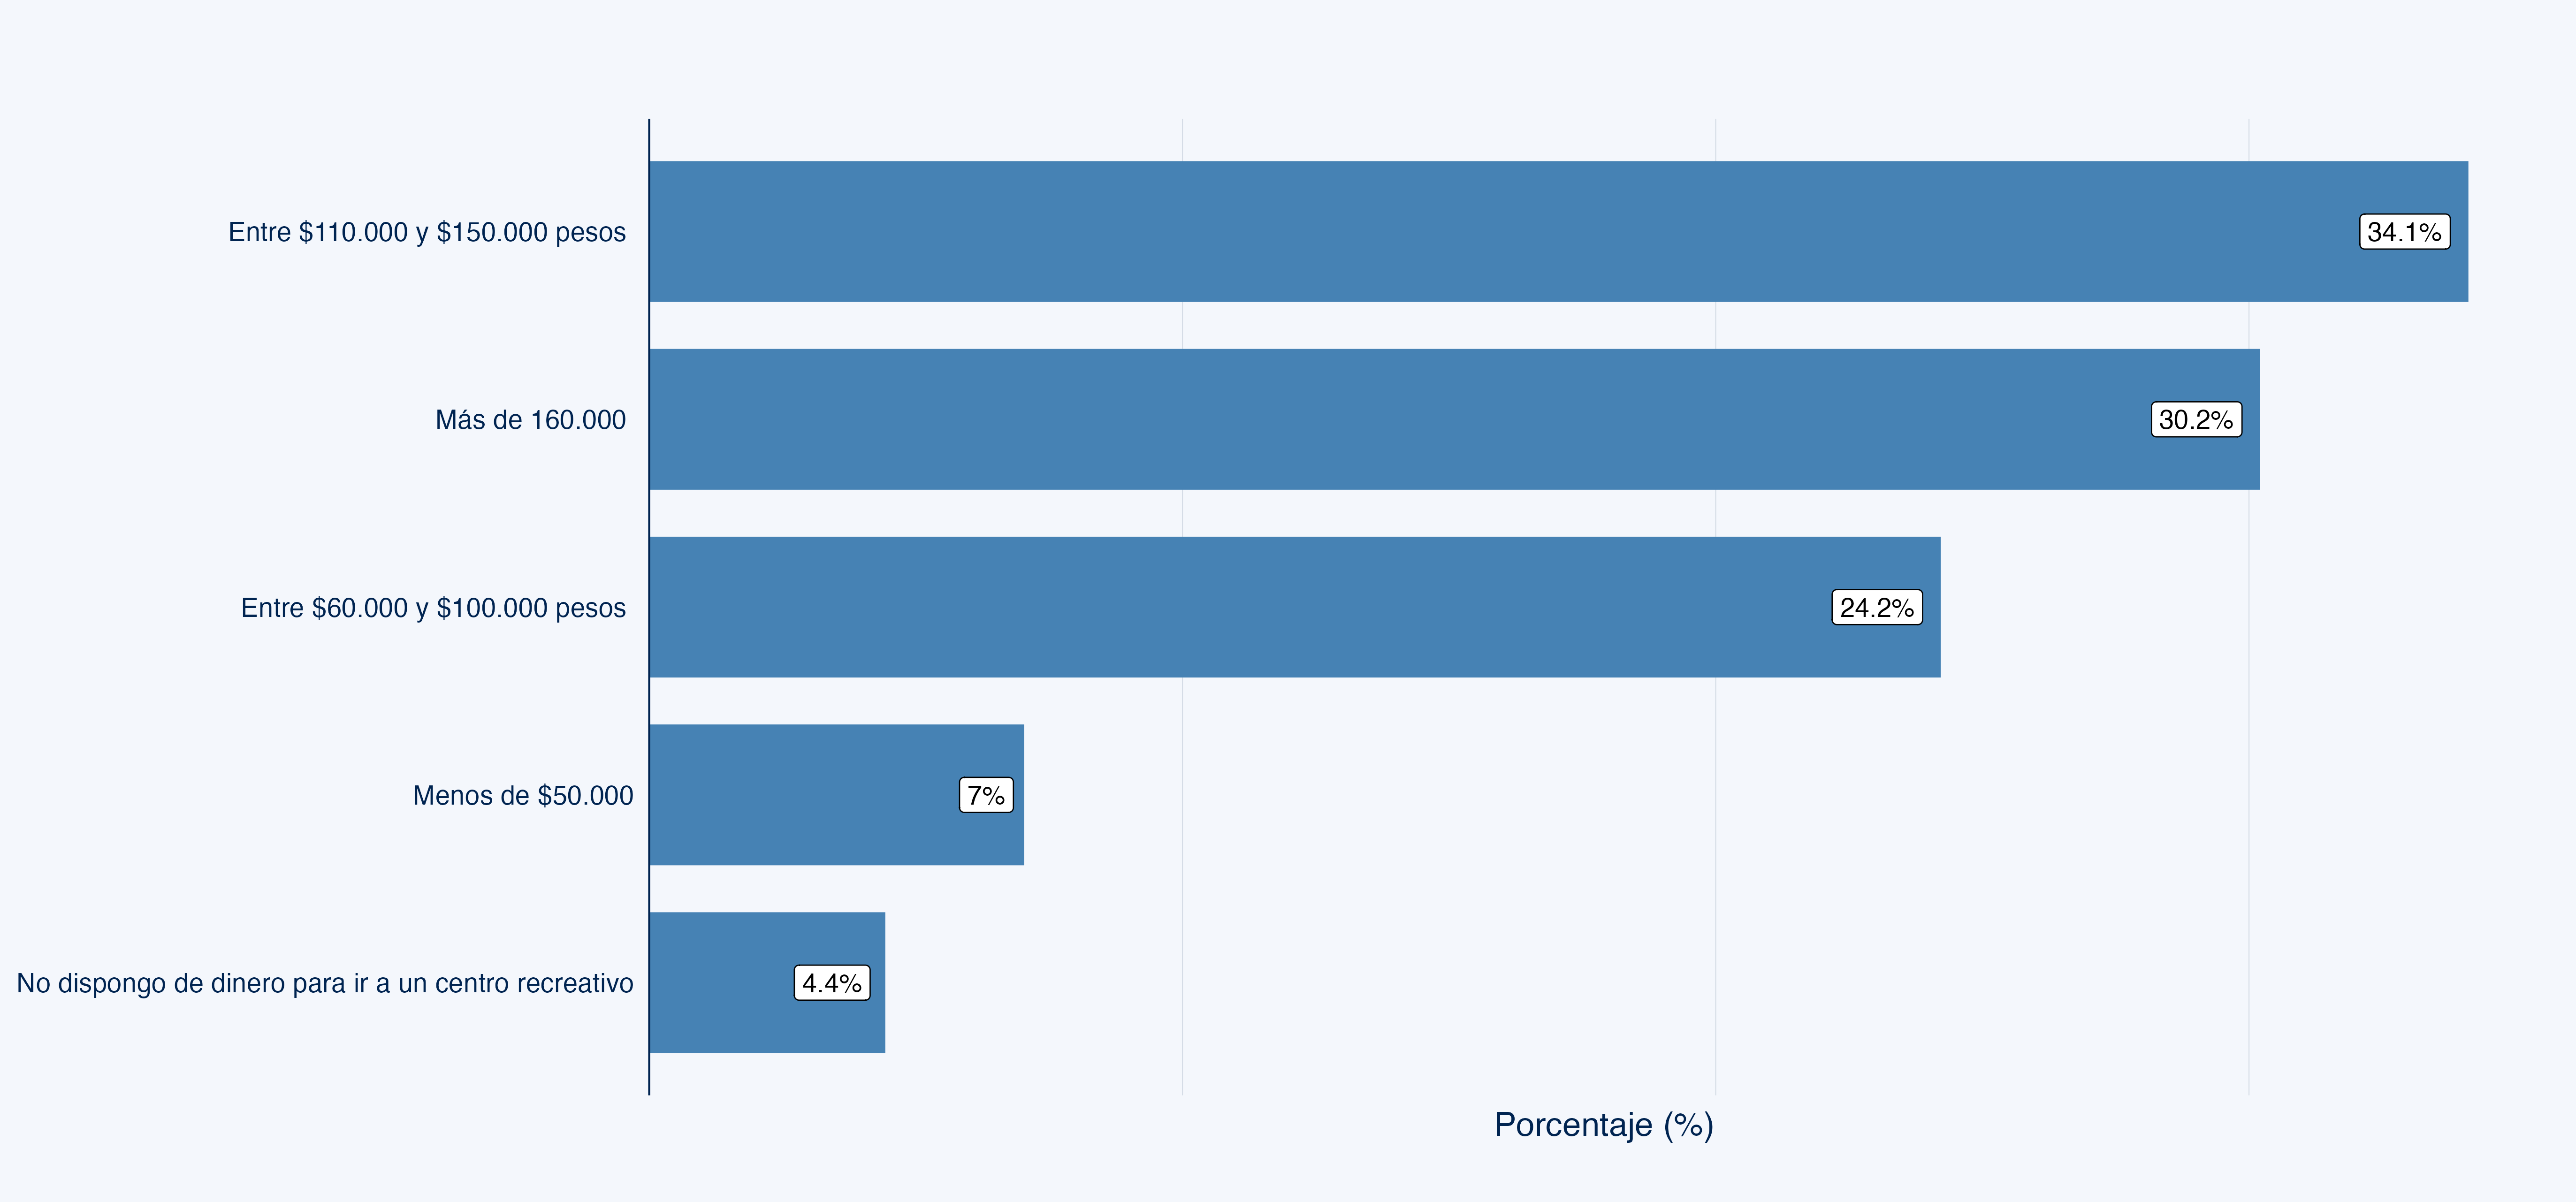 Entre $110.000 y $150.000 pesos
34.1%
Más de 160.000
30.2%
Entre $60.000 y $100.000 pesos
24.2%
Menos de $50.000
7%
No dispongo de dinero para ir a un centro recreativo
4.4%
Porcentaje (%)